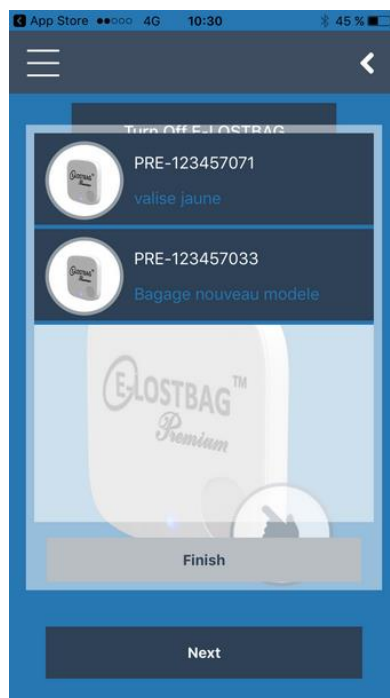 App Store 4G 10:30 45 %
Turn Off E-LOSTBAG
PRE-123457071
valise jaune
PRE-123457033
Bagage nouveau modele
E-LOSTBAG™
Premium
Finish
Next